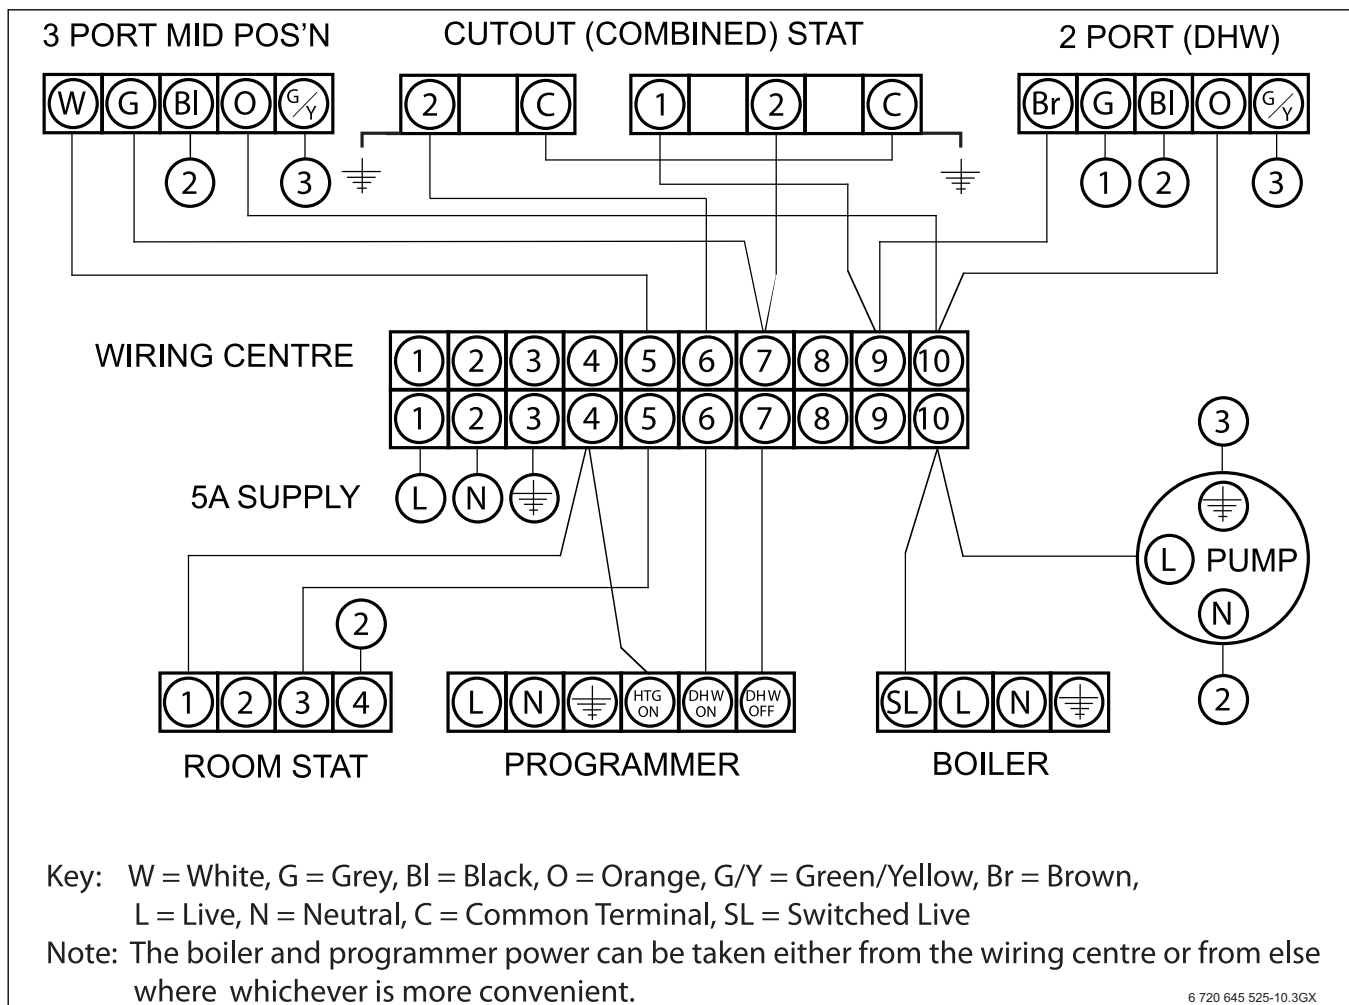 3 PORT MID POS'N CUTOUT (COMBINED) STAT 2 PORT (DHW)
W G Bl O G/Y 2 C 1 2 C Br G Bl O G/Y
2 3 1 2 3
WIRING CENTRE 1 2 3 4 5 6 7 8 9 10
1 2 3 4 5 6 7 8 9 10
3
5A SUPPLY L N
L PUMP
N
2
1 2 3 4 L N HTG ON DHW ON DHW OFF SL L N 2
ROOM STAT PROGRAMMER BOILER
Key: W = White, G = Grey, Bl = Black, O = Orange, G/Y = Green/Yellow, Br = Brown,
L = Live, N = Neutral, C = Common Terminal, SL = Switched Live
Note: The boiler and programmer power can be taken either from the wiring centre or from else
where whichever is more convenient.
6 720 645 525-10.3GX